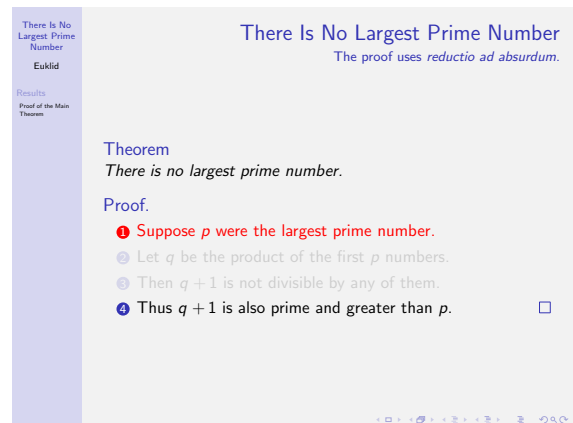 There Is No
Largest Prime
Number
Euklid
Results
Proof of the Main
Theorem
There Is No Largest Prime Number
The proof uses reductio ad absurdum.
Theorem
There is no largest prime number.
Proof.
1 Suppose p were the largest prime number.
2 Let q be the product of the first p numbers.
3 Then q + 1 is not divisible by any of them.
4 Thus q + 1 is also prime and greater than p.